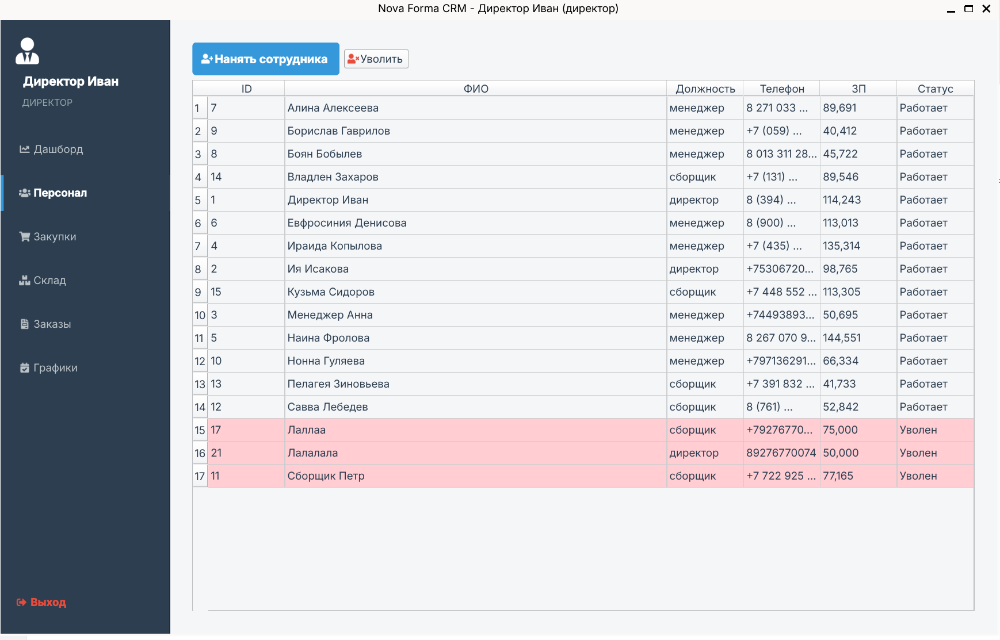 Nova Forma CRM - Директор Иван (директор)
Директор Иван
ДИРЕКТОР
Дашборд
Персонал
Закупки
Склад
Заказы
Графики
Выход
Нанять сотрудника Уволить
ID ФИО Должность Телефон ЗП Статус
1 7 Алина Алексеева менеджер 8 271 033 ... 89,691 Работает
2 9 Борислав Гаврилов менеджер +7 (059) ... 40,412 Работает
3 8 Боян Бобылев менеджер 8 013 311 28... 45,722 Работает
4 14 Владлен Захаров сборщик +7 (131) ... 89,546 Работает
5 1 Директор Иван директор 8 (394) ... 114,243 Работает
6 6 Евфросиния Денисова менеджер 8 (900) ... 113,013 Работает
7 4 Ираида Копылова менеджер +7 (435) ... 135,314 Работает
8 2 Ия Исакова директор +75306720... 98,765 Работает
9 15 Кузьма Сидоров сборщик +7 448 552 ... 113,305 Работает
10 3 Менеджер Анна менеджер +74493893... 50,695 Работает
11 5 Наина Фролова менеджер 8 267 070 9... 144,551 Работает
12 10 Нонна Гуляева менеджер +797136291... 66,334 Работает
13 13 Пелагея Зиновьева сборщик +7 391 832 ... 41,733 Работает
14 12 Савва Лебедев сборщик 8 (761) ... 52,842 Работает
15 17 Лаллаа сборщик +79276770... 75,000 Уволен
16 21 Лалалала директор 89276770074 50,000 Уволен
17 11 Сборщик Петр сборщик +7 722 925 ... 77,165 Уволен